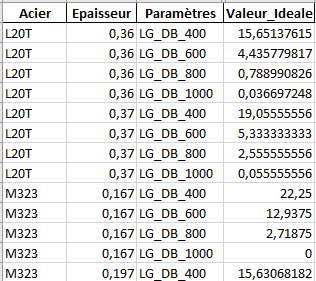 Acier Epaisseur Paramètres Valeur_Ideale
L20T 0,36 LG_DB_400 15,65137615
L20T 0,36 LG_DB_600 4,435779817
L20T 0,36 LG_DB_800 0,788990826
L20T 0,36 LG_DB_1000 0,036697248
L20T 0,37 LG_DB_400 19,05555556
L20T 0,37 LG_DB_600 5,333333333
L20T 0,37 LG_DB_800 2,555555556
L20T 0,37 LG_DB_1000 0,055555556
M323 0,167 LG_DB_400 22,25
M323 0,167 LG_DB_600 12,9375
M323 0,167 LG_DB_800 2,71875
M323 0,167 LG_DB_1000 0
M323 0,197 LG_DB_400 15,63068182